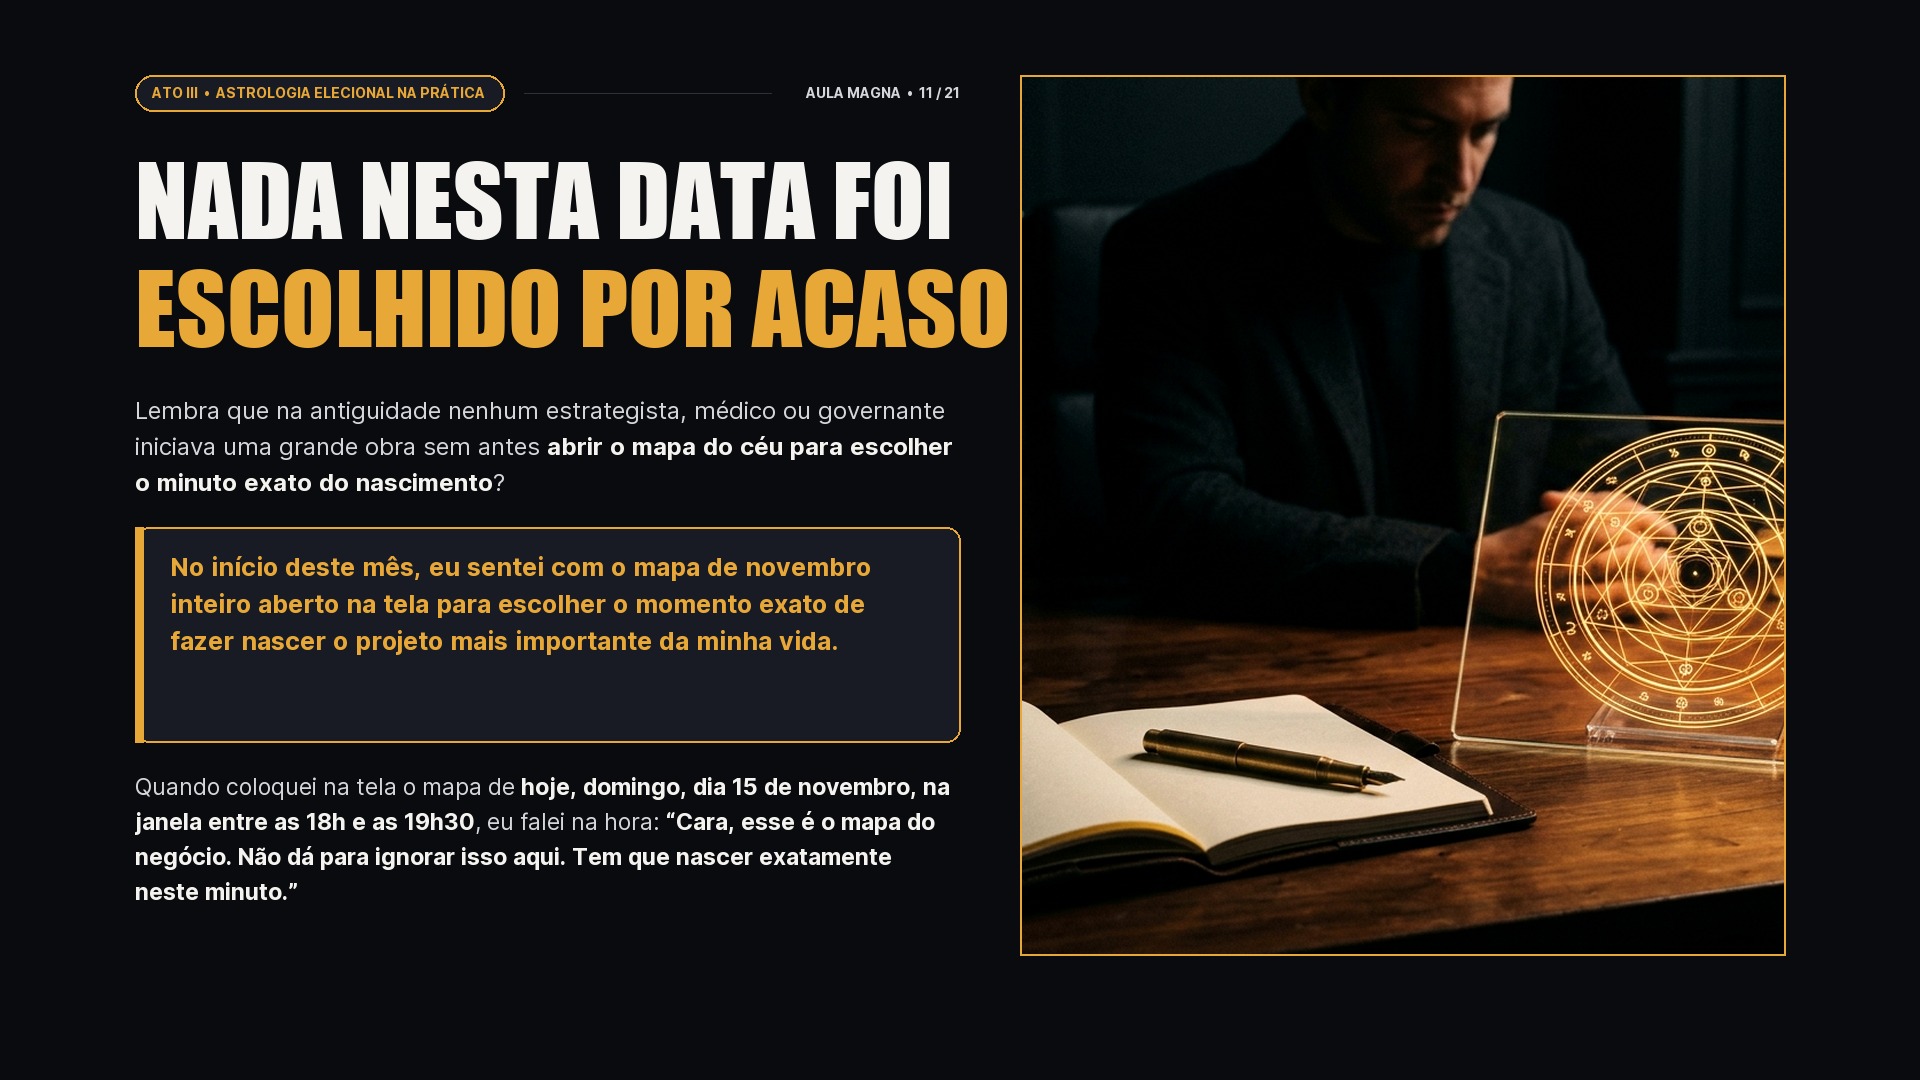 ATO III • ASTROLOGIA ELECIONAL NA PRÁTICA
AULA MAGNA • 11 / 21
NADA NESTA DATA FOI
ESCOLHIDO POR ACASO
Lembra que na antiguidade nenhum estrategista, médico ou governante
iniciava uma grande obra sem antes abrir o mapa do céu para escolher
o minuto exato do nascimento?
No início deste mês, eu sentei com o mapa de novembro
inteiro aberto na tela para escolher o momento exato de
fazer nascer o projeto mais importante da minha vida.
Quando coloquei na tela o mapa de hoje, domingo, dia 15 de novembro, na
janela entre as 18h e as 19h30, eu falei na hora: “Cara, esse é o mapa do
negócio. Não dá para ignorar isso aqui. Tem que nascer exatamente
neste minuto.”